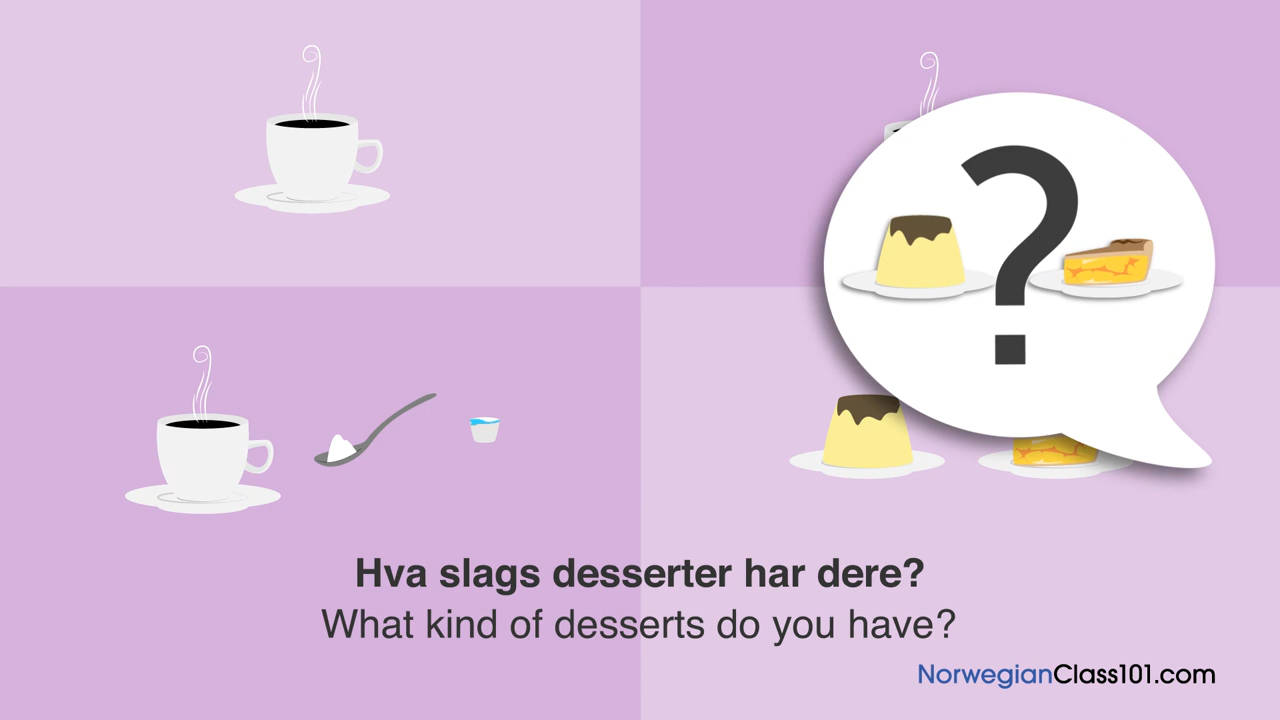 ?
Hva slags desserter har dere?
What kind of desserts do you have?
NorwegianClass101.com